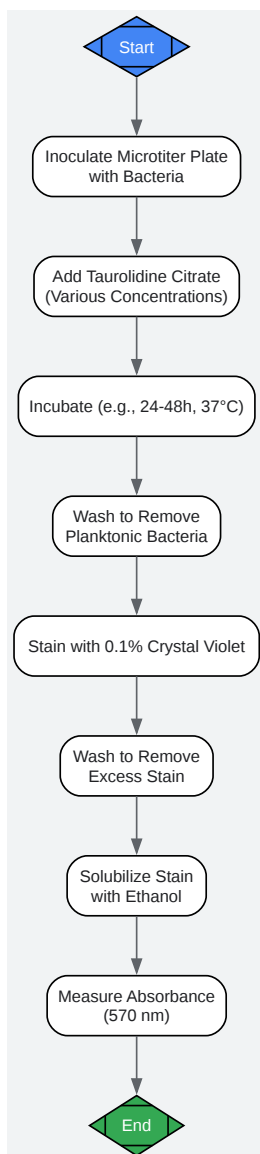 Start
Inoculate Microtiter Plate
with Bacteria
Add Taurolidine Citrate
(Various Concentrations)
Incubate (e.g., 24-48h, 37°C)
Wash to Remove
Planktonic Bacteria
Stain with 0.1% Crystal Violet
Wash to Remove
Excess Stain
Solubilize Stain
with Ethanol
Measure Absorbance
(570 nm)
End